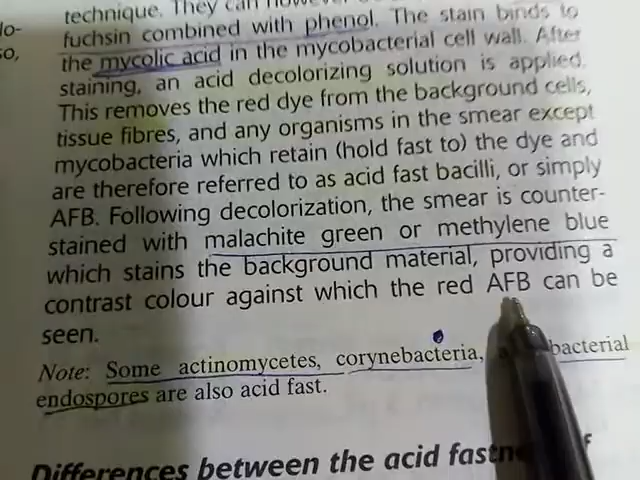 technique. They can however be
lo- fuchsin combined with phenol. The stain binds to
so, the mycolic acid in the mycobacterial cell wall. After
staining, an acid decolorizing solution is applied.
This removes the red dye from the background cells,
tissue fibres, and any organisms in the smear except
mycobacteria which retain (hold fast to) the dye and
are therefore referred to as acid fast bacilli, or simply
AFB. Following decolorization, the smear is counter-
stained with malachite green or methylene blue
which stains the background material, providing a
contrast colour against which the red AFB can be
seen.
Note: Some actinomycetes, corynebacteria, bacterial
endospores are also acid fast.
Differences between the acid